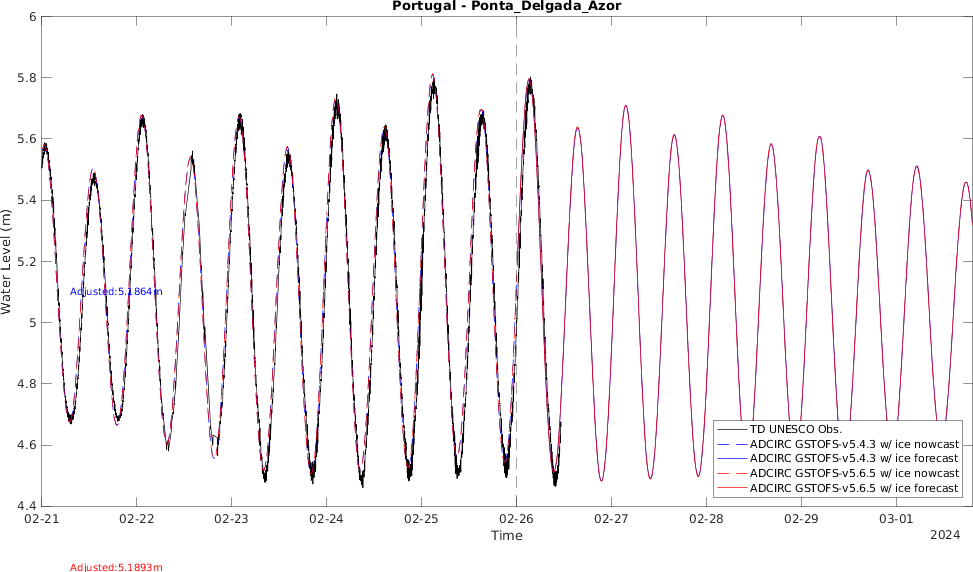 Portugal - Ponta_Delgada_Azor
6
5.8
5.6
5.4
5.2
5
4.8
4.6
4.4
Water Level (m)
Adjusted:5.1864m
TD UNESCO Obs.
ADCIRC GSTOFS-v5.4.3 w/ ice nowcast
ADCIRC GSTOFS-v5.4.3 w/ ice forecast
ADCIRC GSTOFS-v5.6.5 w/ ice nowcast
ADCIRC GSTOFS-v5.6.5 w/ ice forecast
02-21 02-22 02-23 02-24 02-25 02-26 02-27 02-28 02-29 03-01
Time
2024
Adjusted:5.1893m